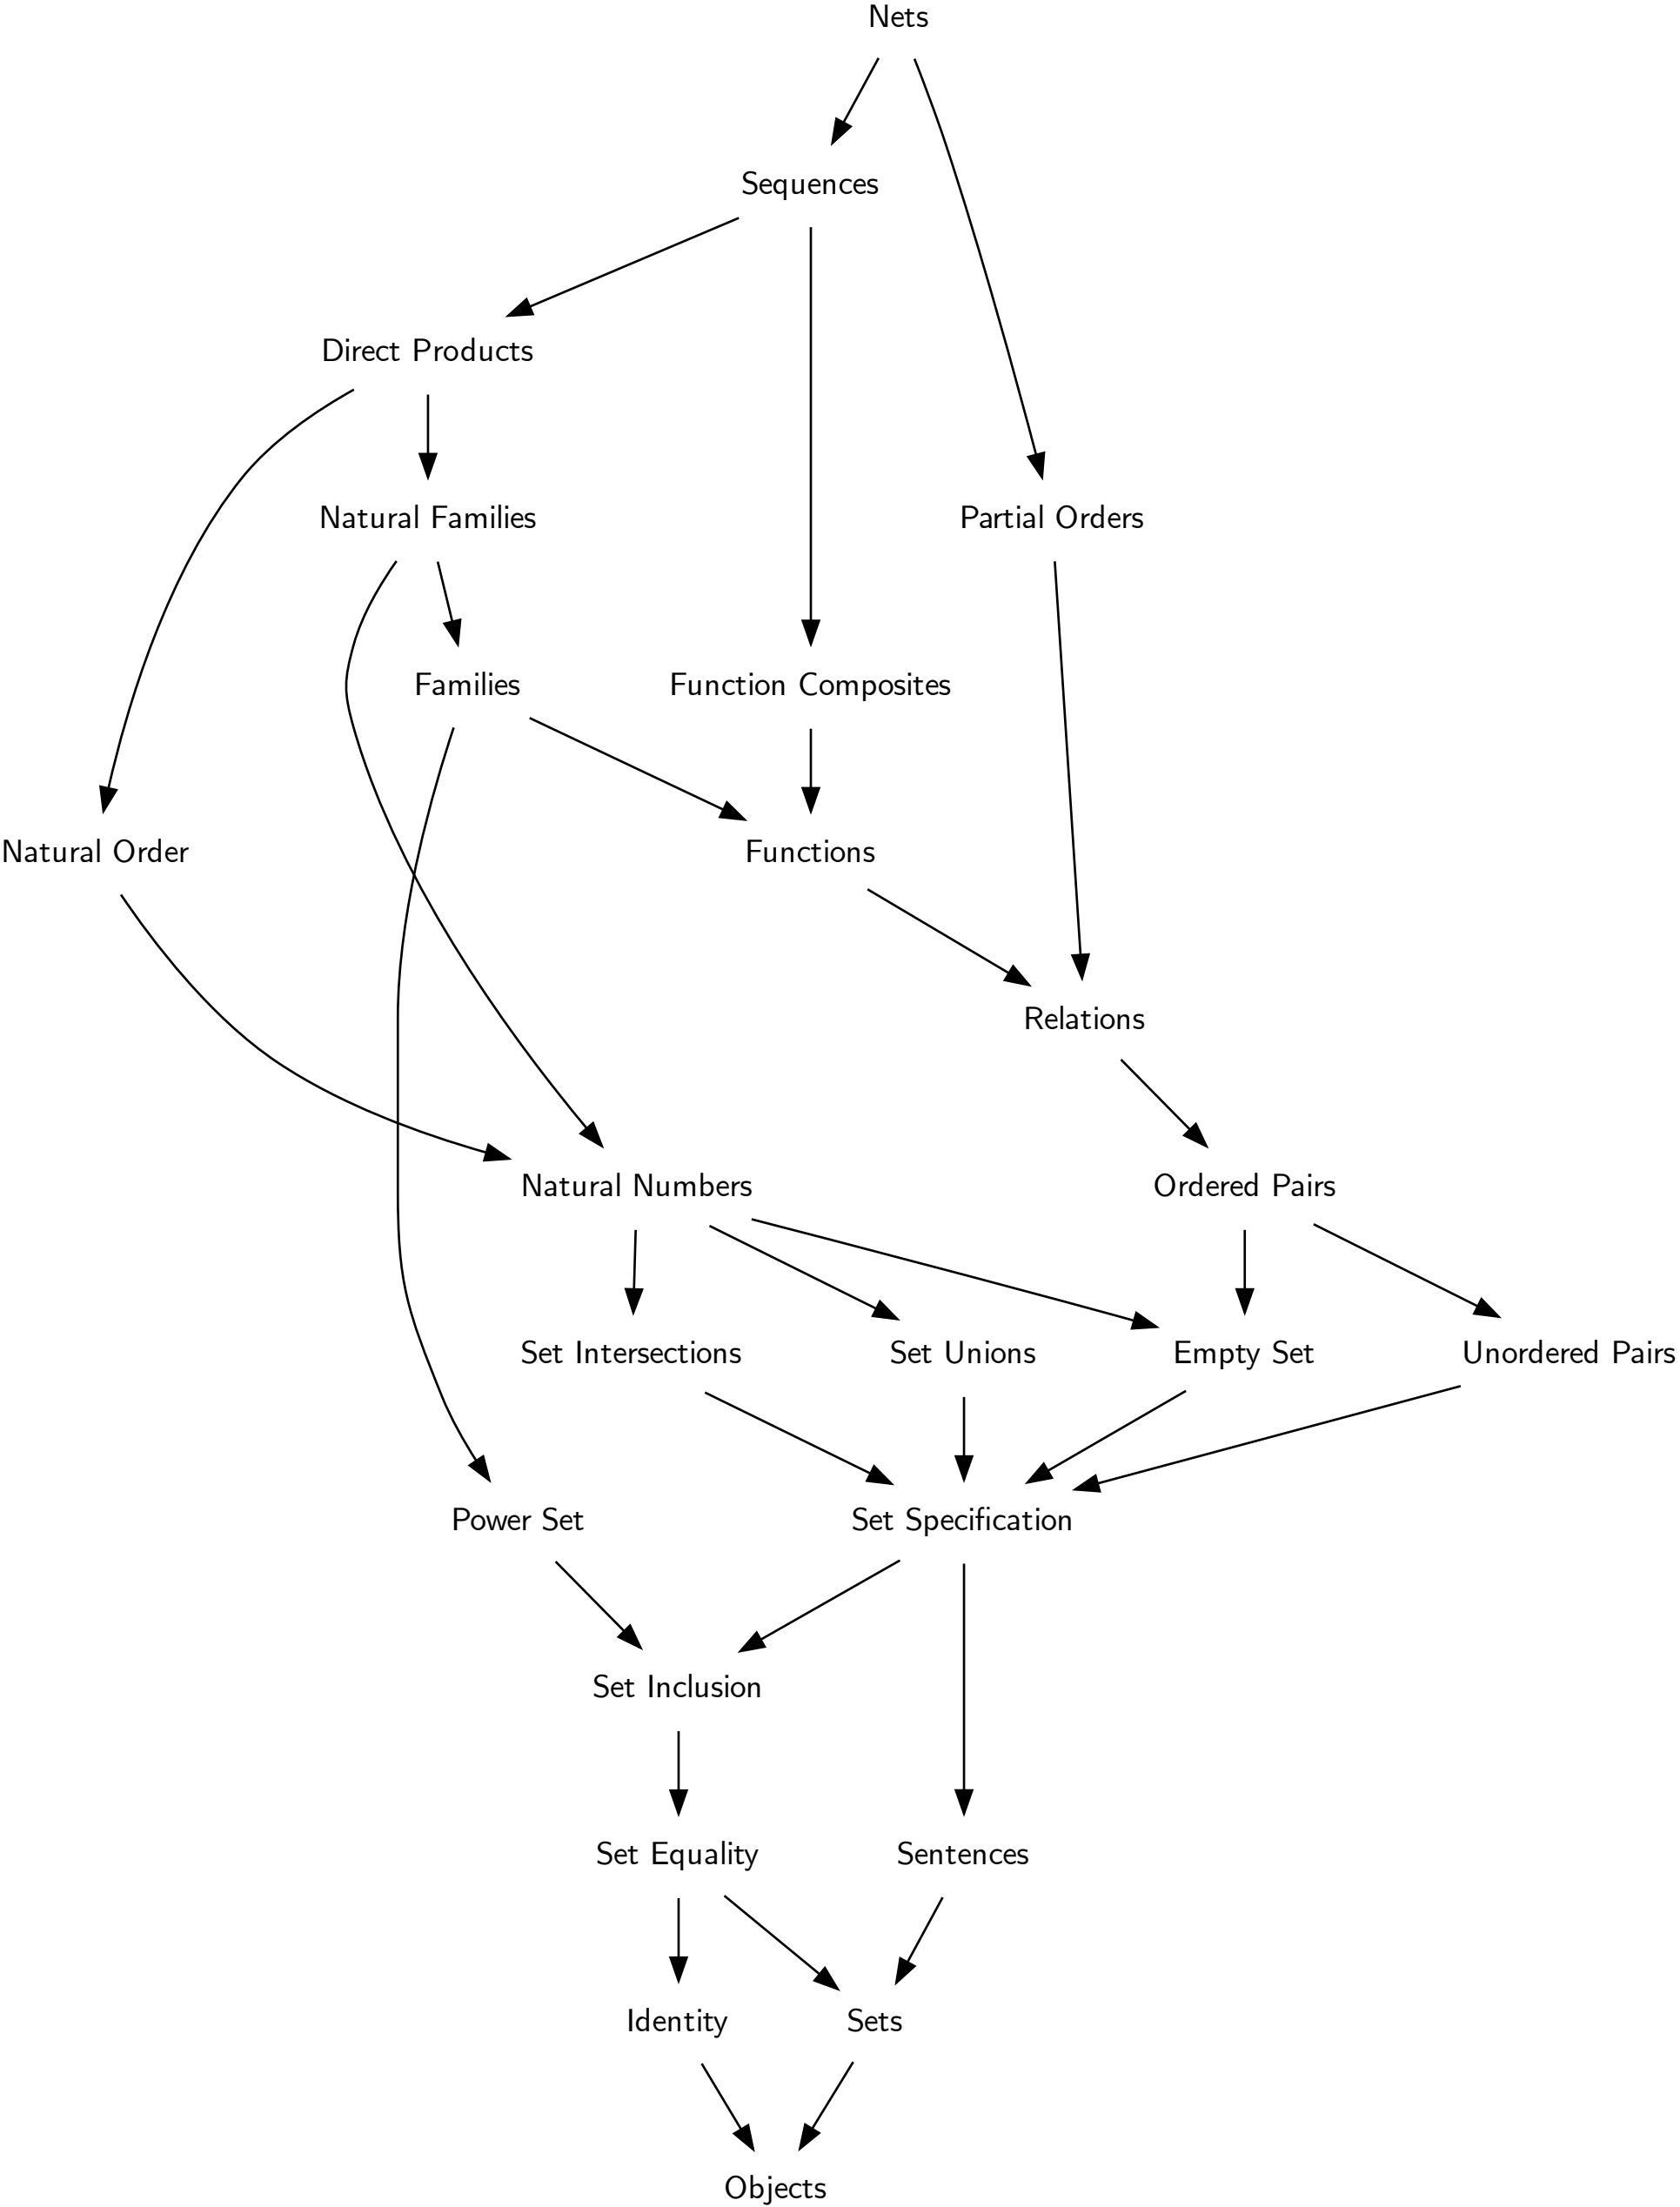 Nets
Sequences
Direct Products
Natural Families
Partial Orders
Families
Function Composites
Natural Order
Functions
Relations
Natural Numbers
Ordered Pairs
Set Intersections
Set Unions
Empty Set
Unordered Pairs
Power Set
Set Specification
Set Inclusion
Set Equality
Sentences
Identity
Sets
Objects